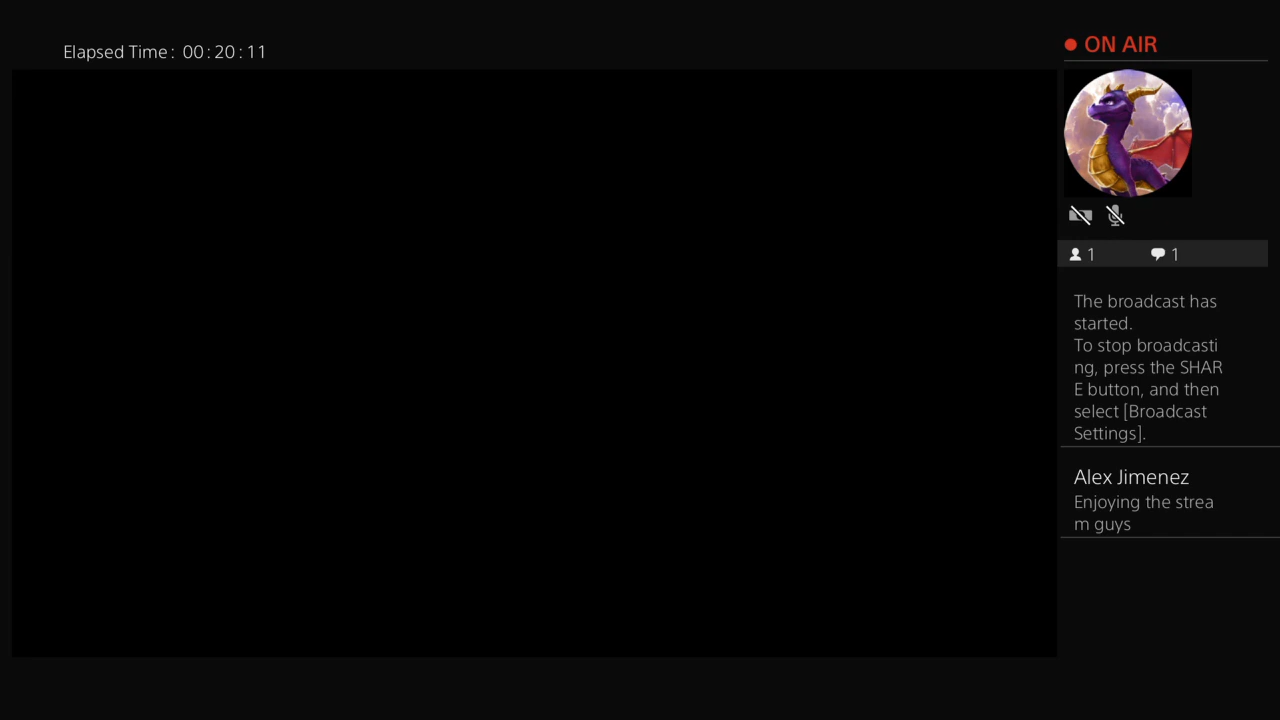 Elapsed Time: 00:20:11
ON AIR
1 1
The broadcast has
started.
To stop broadcasti
ng, press the SHAR
E button, and then
select [Broadcast
Settings].
Alex Jimenez
Enjoying the strea
m guys